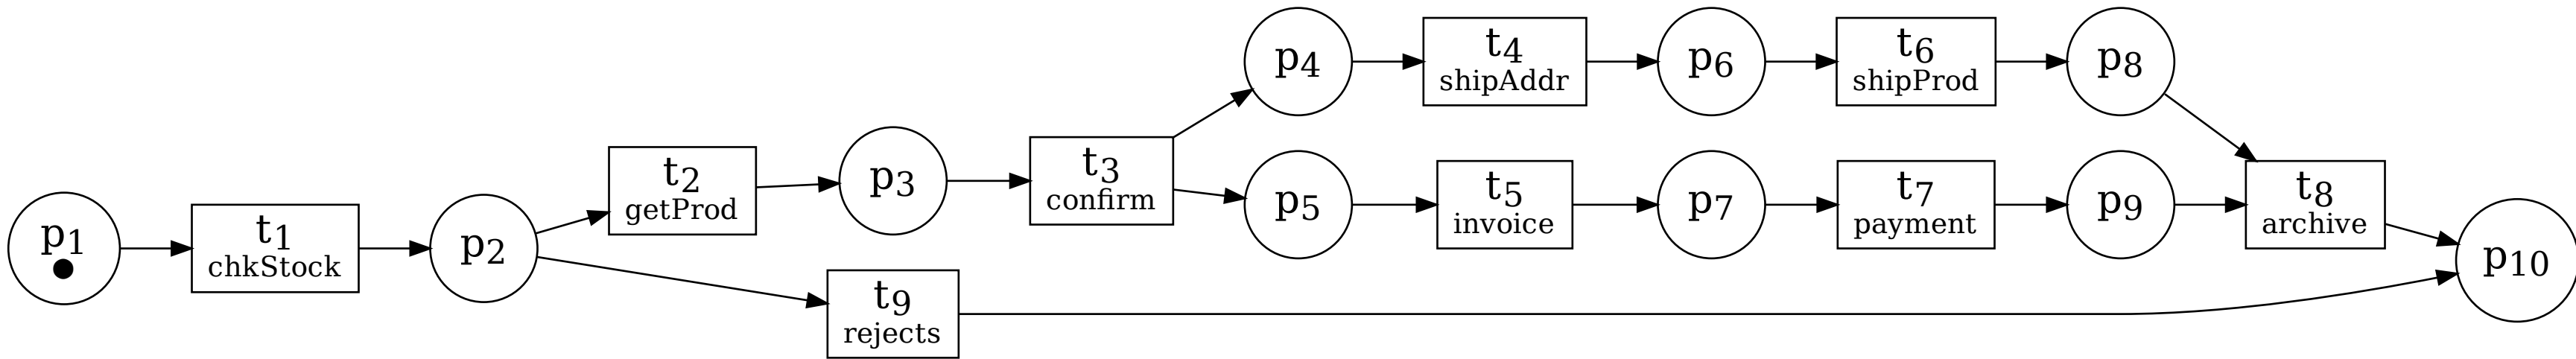 p4
t4
shipAddr
p6
t6
shipProd
p8
t2
getProd
p3
t3
confirm
p5
t5
invoice
p7
t7
payment
p9
t8
archive
p1
t1
chkStock
p2
t9
rejects
p10